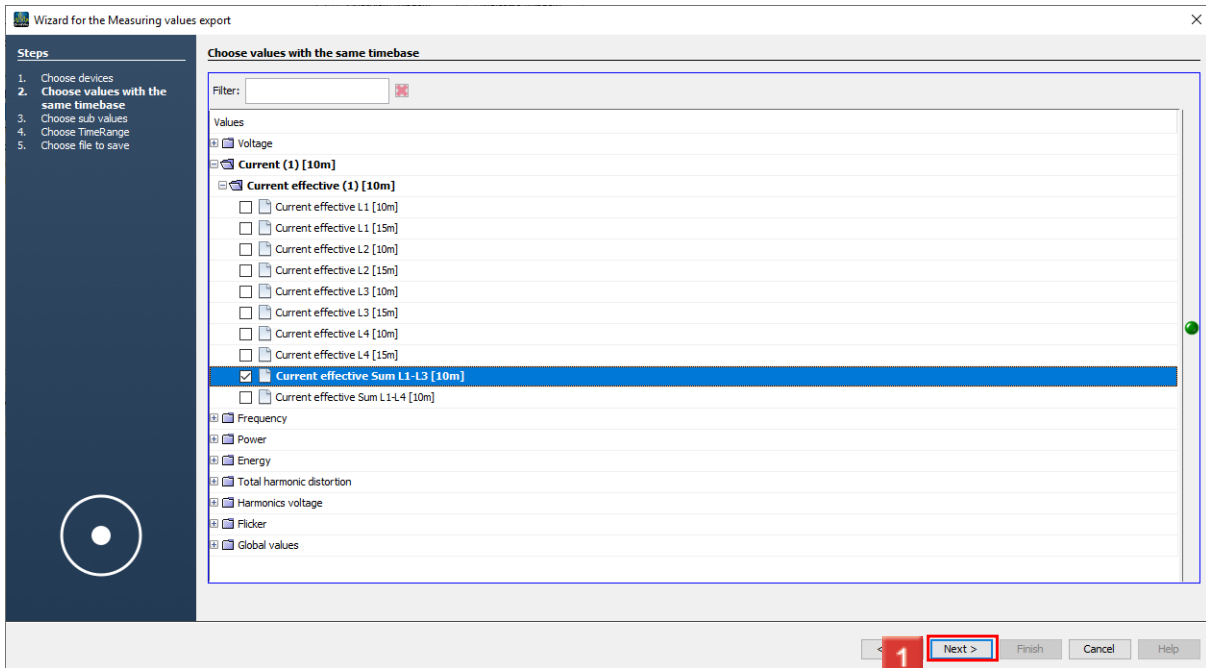 Wizard for the Measuring values export
Steps
1. Choose devices
2. Choose values with the
same timebase
3. Choose sub values
4. Choose TimeRange
5. Choose file to save
Choose values with the same timebase
Filter:
Values
Voltage
Current (1) [10m]
Current effective (1) [10m]
Current effective L1 [10m]
Current effective L1 [15m]
Current effective L2 [10m]
Current effective L2 [15m]
Current effective L3 [10m]
Current effective L3 [15m]
Current effective L4 [10m]
Current effective L4 [15m]
Current effective Sum L1-L3 [10m]
Current effective Sum L1-L4 [10m]
Frequency
Power
Energy
Total harmonic distortion
Harmonics voltage
Flicker
Global values
< 1 Next > Finish Cancel Help